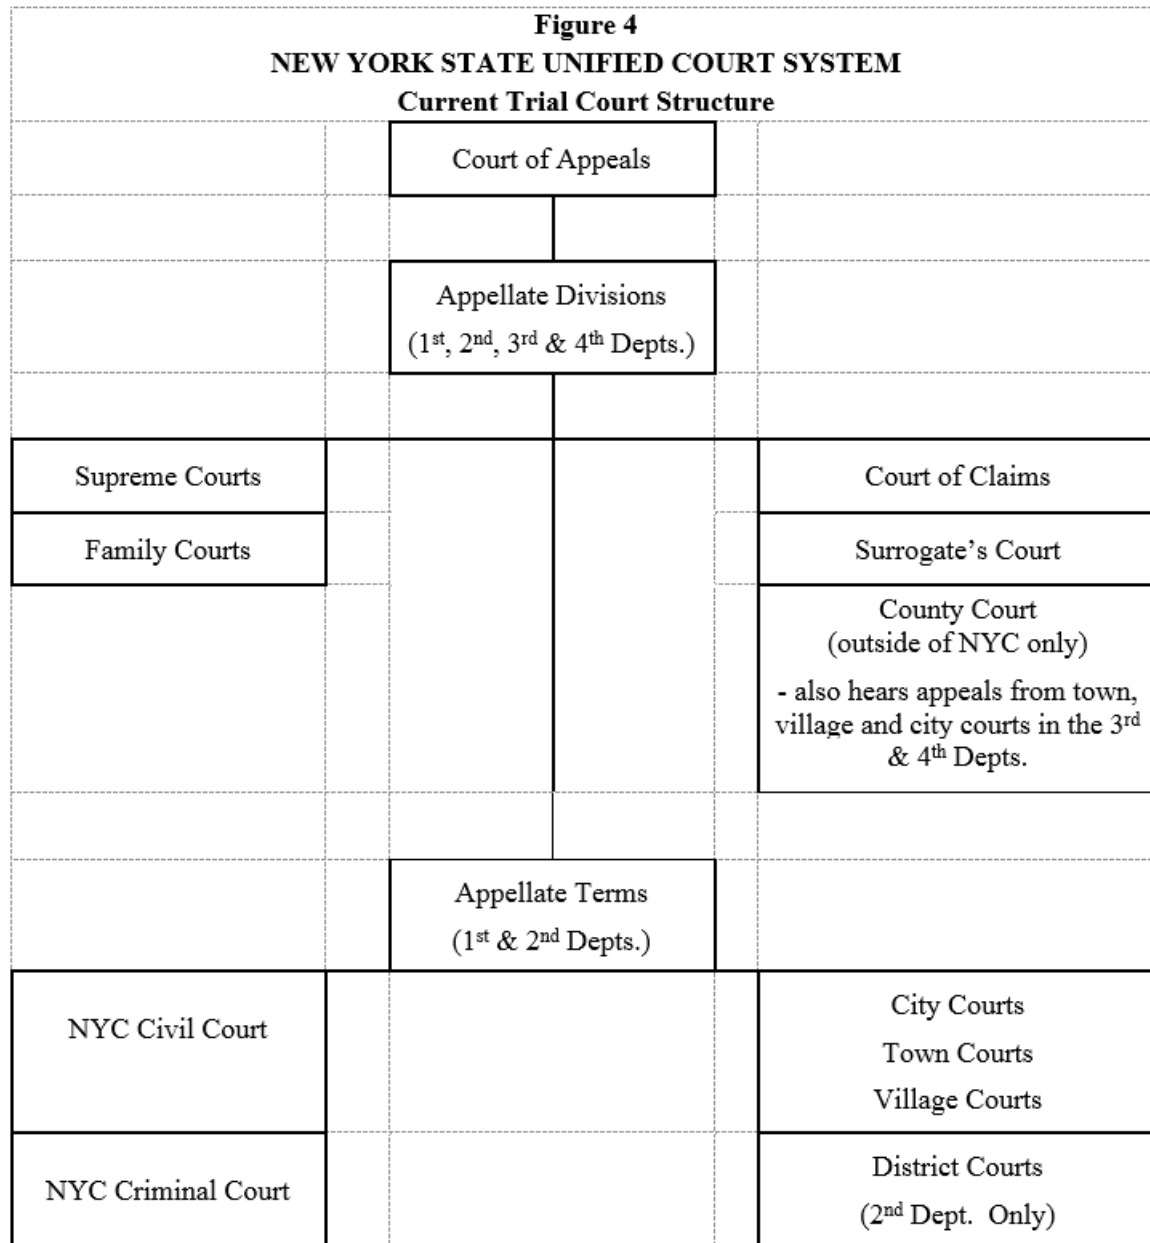 Figure 4
NEW YORK STATE UNIFIED COURT SYSTEM
Current Trial Court Structure
Court of Appeals
Appellate Divisions
(1st, 2nd, 3rd & 4th Depts.)
Supreme Courts
Family Courts
Court of Claims
Surrogate’s Court
County Court
(outside of NYC only)
- also hears appeals from town,
village and city courts in the 3rd
& 4th Depts.
Appellate Terms
(1st & 2nd Depts.)
NYC Civil Court
NYC Criminal Court
City Courts
Town Courts
Village Courts
District Courts
(2nd Dept.  Only)